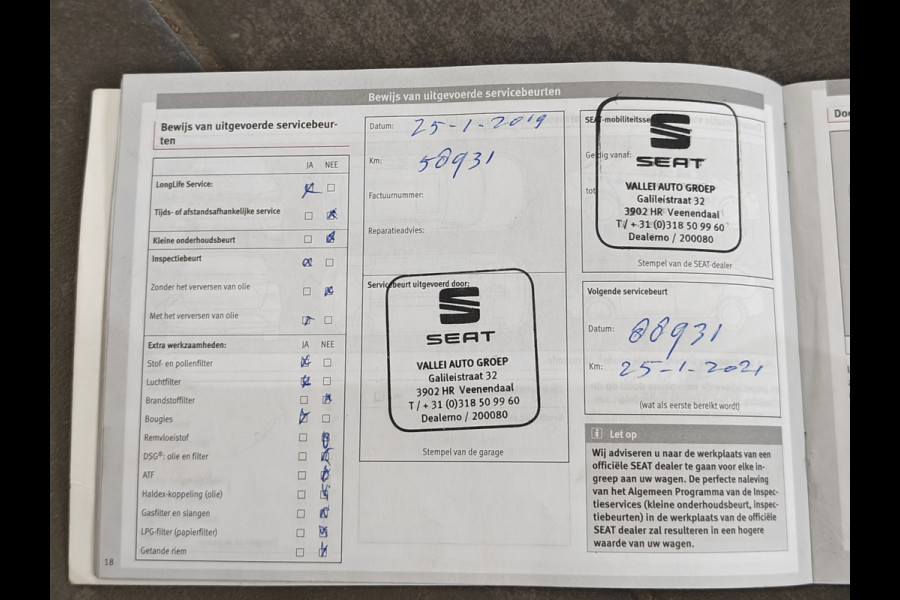 Bewijs van uitgevoerde servicebeurten
Bewijs van uitgevoerde servicebeur-
ten
JA NEE
LongLife Service:
Tijds- of afstandsafhankelijke service
Kleine onderhoudsbeurt
Inspectiebeurt
Zonder het verversen van olie
Met het verversen van olie
Extra werkzaamheden: JA NEE
Stof- en pollenfilter
Luchtfilter
Brandstoffilter
Bougies
Remvloeistof
DSG®: olie en filter
ATF
Haldex-koppeling (olie)
Gasfilter en slangen
LPG-filter (papierfilter)
Getande riem
18
Datum: 25-1-2019
Km: 58931
Factuurnummer:
Reparatieadvies:
Servicebeurt uitgevoerd door:
SEAT
VALLEI AUTO GROEP
Galileistraat 32
3902 HR Veenendaal
T / + 31 (0)318 50 99 60
Dealerno / 200080
Stempel van de garage
Geldig vanaf:
tot
SEAT
VALLEI AUTO GROEP
Galileistraat 32
3902 HR Veenendaal
T / + 31 (0)318 50 99 60
Dealerno / 200080
Stempel van de SEAT-dealer
Volgende servicebeurt
Datum: 88931
Km: 25-1-2021
(wat als eerste bereikt wordt)
Let op
Wij adviseren u naar de werkplaats van een
officiële SEAT dealer te gaan voor elke in-
greep aan uw wagen. De perfecte naleving
van het Algemeen Programma van de Inspec-
tieservices (kleine onderhoudsbeurt, inspec-
tiebeurten) in de werkplaats van de officiële
SEAT dealer zal resulteren in een hogere
waarde van uw wagen.